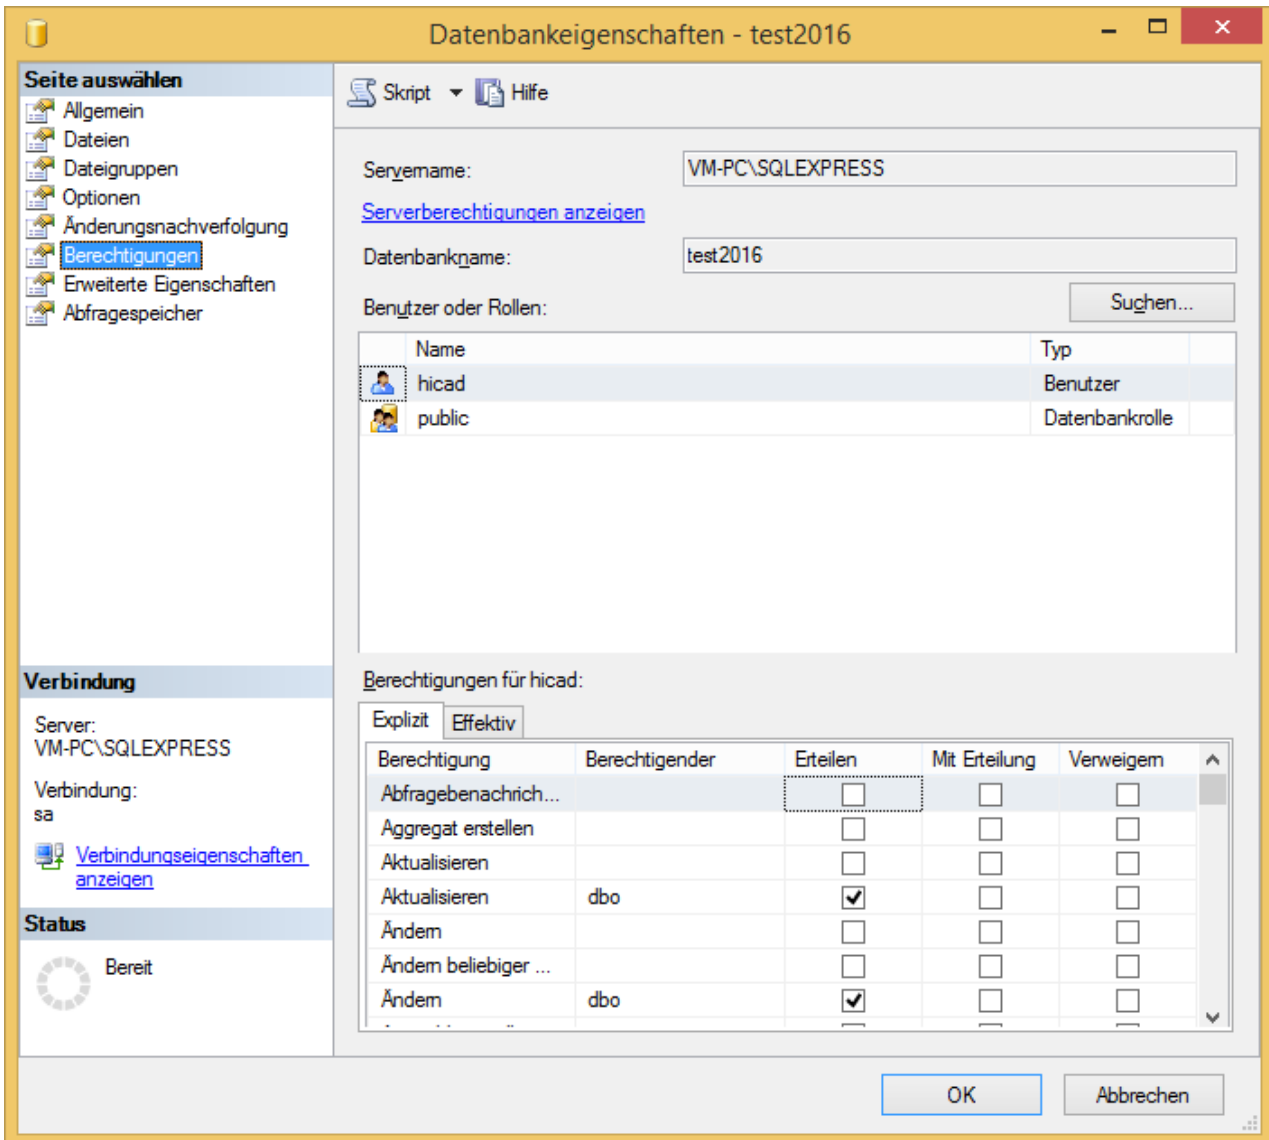 Datenbankeigenschaften - test2016
Seite auswählen
Allgemein
Dateien
Dateigruppen
Optionen
Änderungsnachverfolgung
Berechtigungen
Erweiterte Eigenschaften
Abfragespeicher
Skript Hilfe
Servername: VM-PC\SQLEXPRESS
Serverberechtigungen anzeigen
Datenbankname: test2016
Benutzer oder Rollen: Suchen...
Name Typ
hicad Benutzer
public Datenbankrolle
Verbindung
Server:
VM-PC\SQLEXPRESS
Verbindung:
sa
Verbindungseigenschaften
anzeigen
Status
Bereit
Berechtigungen für hicad:
Explizit Effektiv
Berechtigung Berechtigender Erteilen Mit Erteilung Verweigern
Abfragebenachrich...
Aggregat erstellen
Aktualisieren
Aktualisieren dbo
Ändern
Ändern beliebiger ...
Ändern dbo
OK Abbrechen